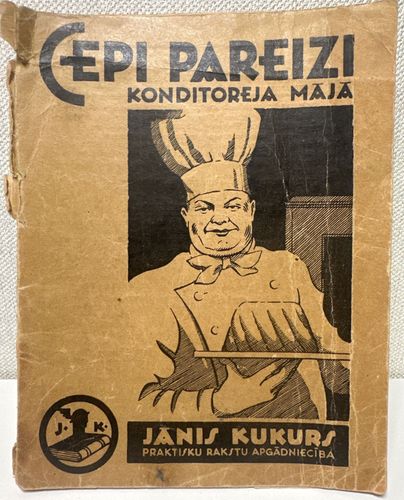 CEPI PAREIZI
KONDITOREJA MĀJĀ
J. K.
JĀNIS KUKURS
PRAKTISKU RAKSTU APGĀDNIECĪBA